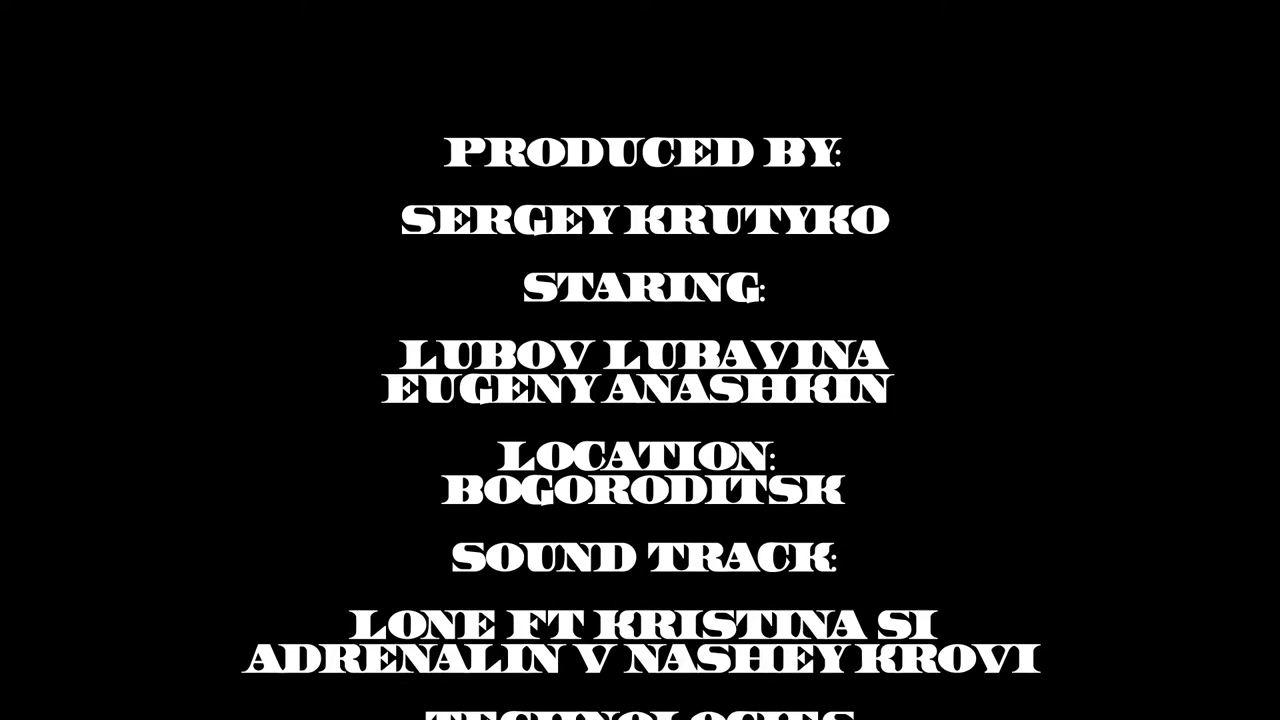 PRODUCED BY:
SERGEY KRUTYKO
STARING:
LUBOV LUBAVINA
EUGENY ANASHKIN
LOCATION:
BOGORODITSK
SOUND TRACK:
LONE FT KRISTINA SI
ADRENALIN V NASHEY KROVI
TECHNOLOGIES